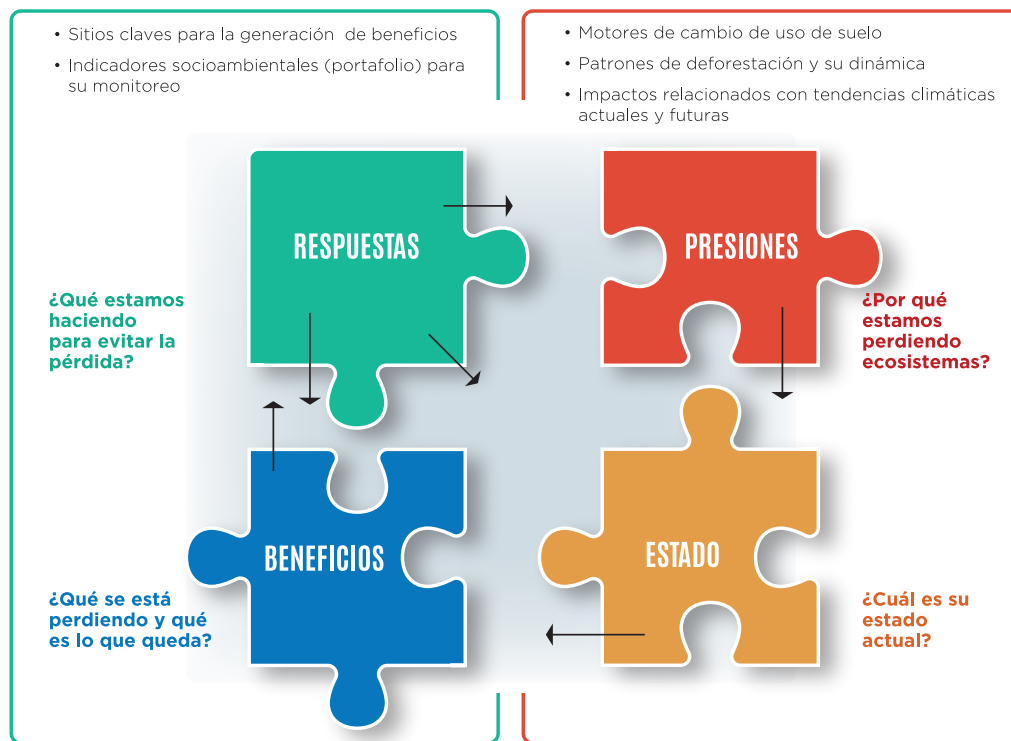 • Sitios claves para la generación de beneficios
• Indicadores socioambientales (portafolio) para
su monitoreo
• Motores de cambio de uso de suelo
• Patrones de deforestación y su dinámica
• Impactos relacionados con tendencias climáticas
actuales y futuras
RESPUESTAS
PRESIONES
¿Qué estamos
haciendo
para evitar la
pérdida?
¿Por qué
estamos
perdiendo
ecosistemas?
BENEFICIOS
ESTADO
¿Qué se está
perdiendo y qué
es lo que queda?
¿Cuál es su
estado
actual?